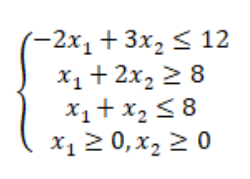 −2x₁ + 3x₂ ≤ 12
x₁ + 2x₂ ≥ 8
x₁ + x₂ ≤ 8
x₁ ≥ 0, x₂ ≥ 0